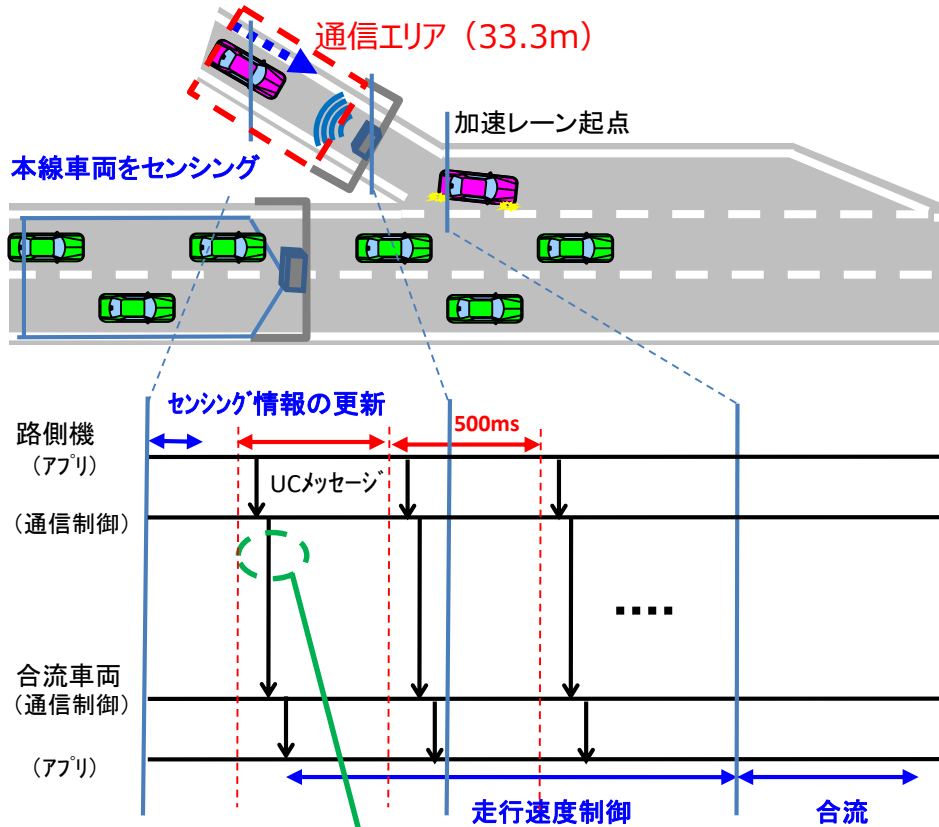 通信エリア（33.3m）
加速レーン起点
本線車両をセンシング
センシング情報の更新
500ms
路側機
（アプリ）
UCメッセージ
（通信制御）
合流車両
（通信制御）
（アプリ）
走行速度制御
合流